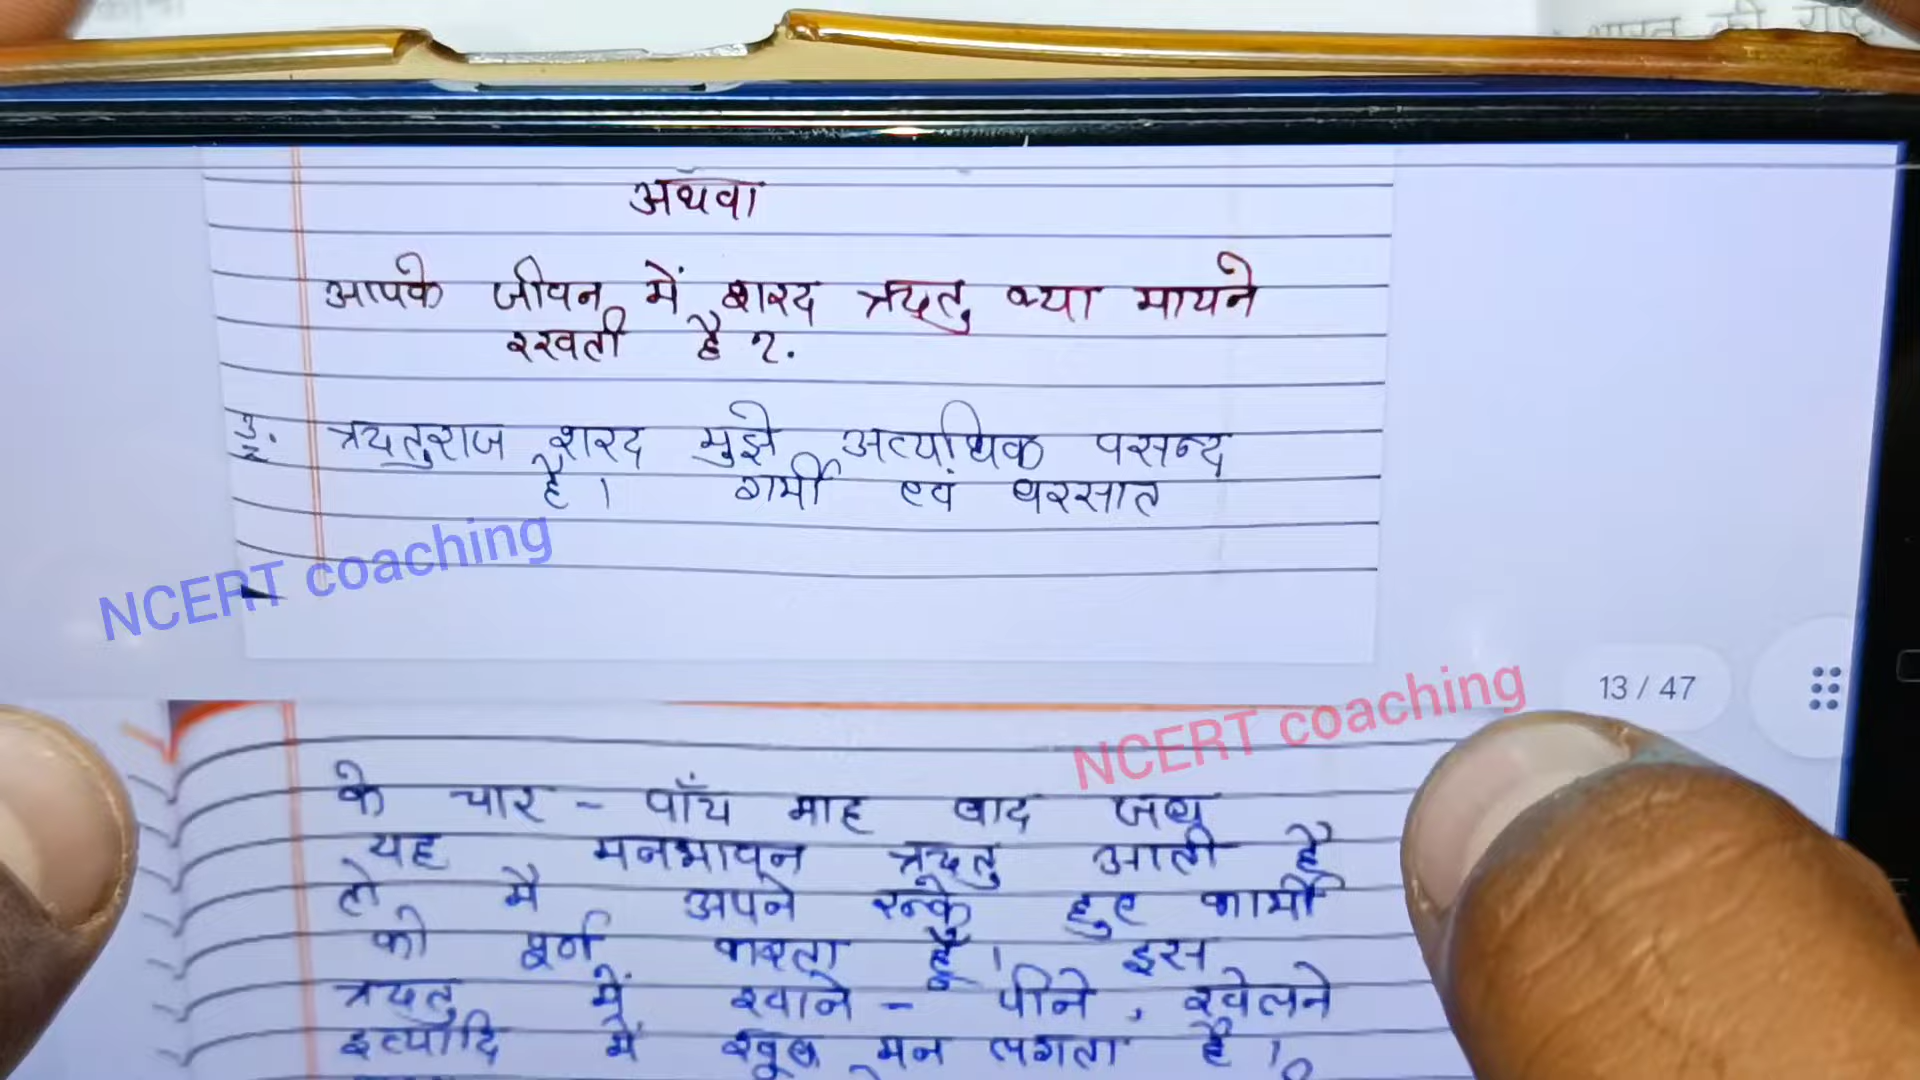 अथवा
आपके जीवन में शरद ऋतु क्या मायने
रखती है ?.
उ. ऋतुराज शरद मुझे अत्यधिक पसन्द
है । गर्मी एवं बरसात
NCERT coaching
13 / 47
NCERT coaching
के चार - पाँच माह बाद जब
यह मनभावन ऋतु आती है
तो मै अपने रुके हुए कामों
को पूर्ण करता हूँ । इस
ऋतु में खाने - पीने , खेलने
इत्यादि में खूब मन लगता है ।